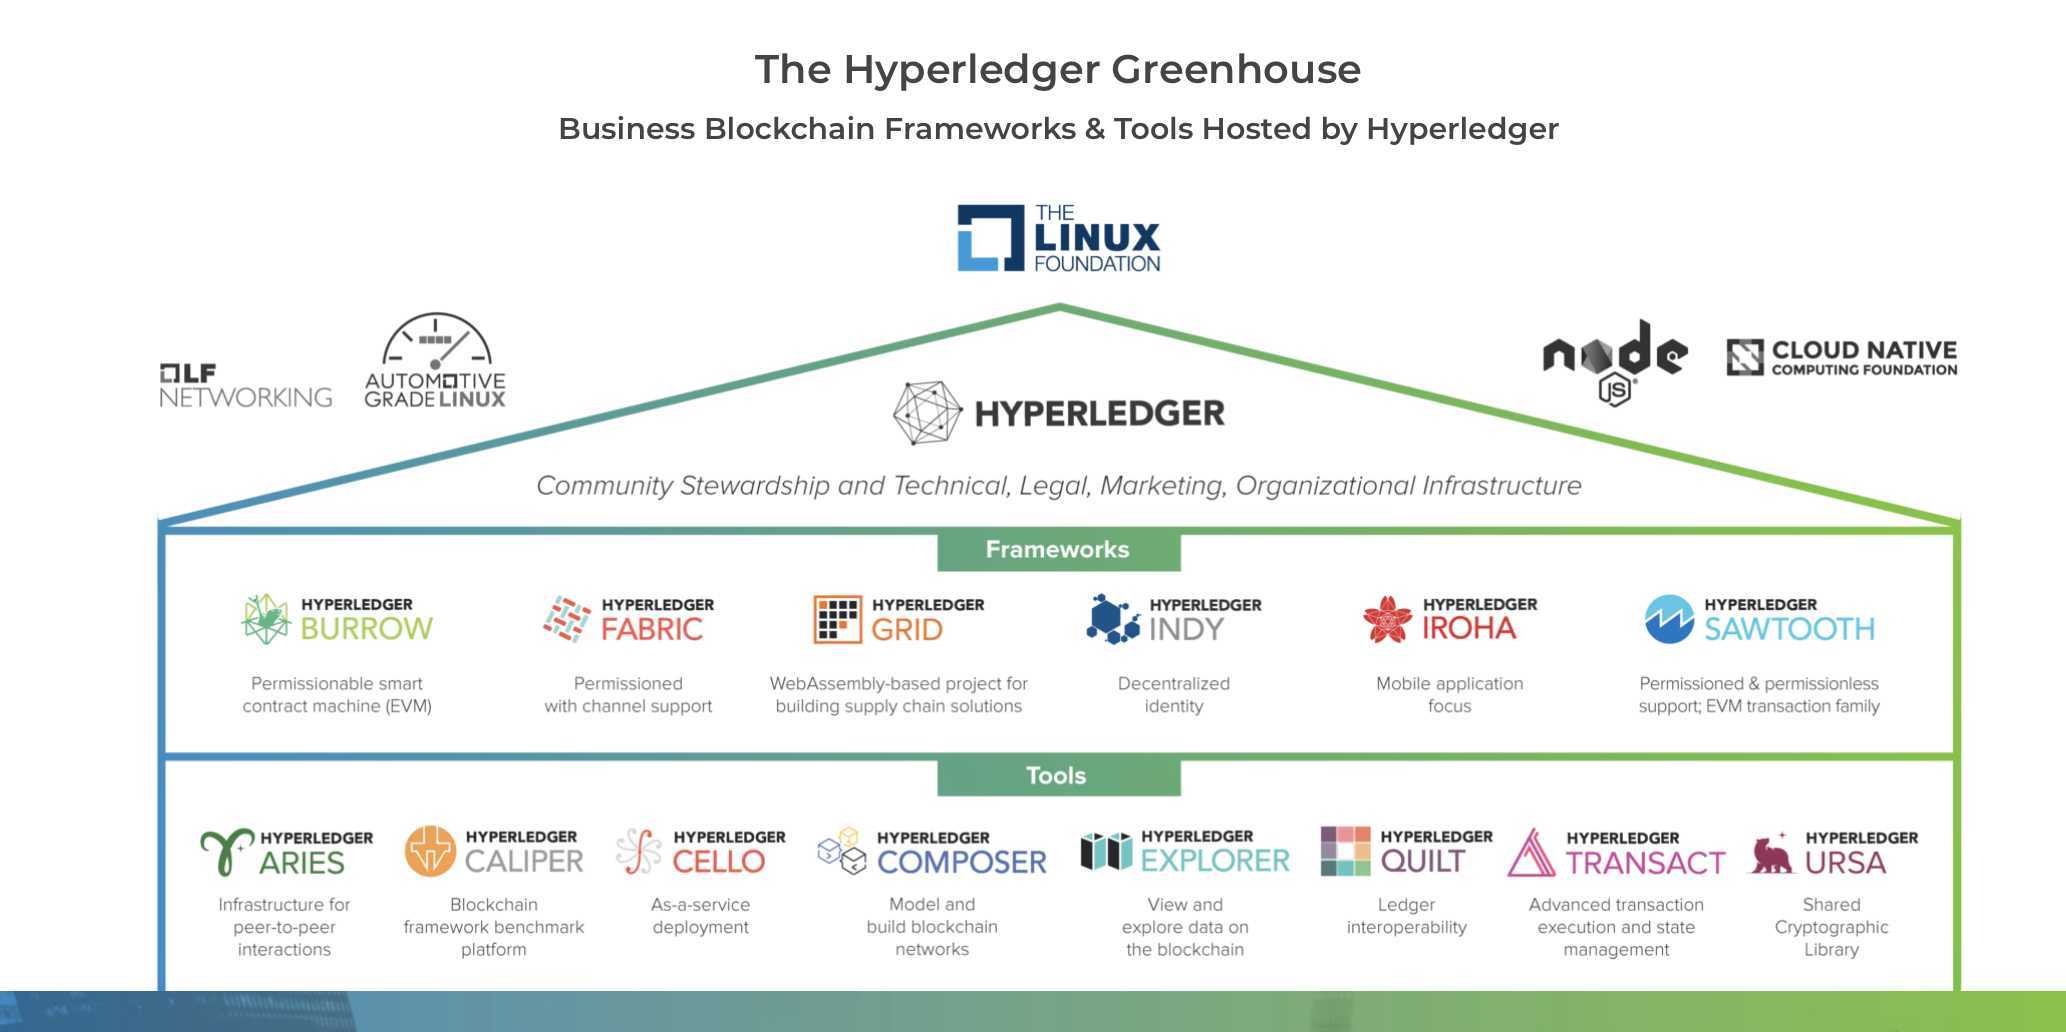 The Hyperledger Greenhouse
Business Blockchain Frameworks & Tools Hosted by Hyperledger
THE
LINUX
FOUNDATION
LF
NETWORKING
AUTOMOTIVE
GRADE LINUX
node
JS
CLOUD NATIVE
COMPUTING FOUNDATION
HYPERLEDGER
Community Stewardship and Technical, Legal, Marketing, Organizational Infrastructure
Frameworks
HYPERLEDGER
BURROW
Permissionable smart
contract machine (EVM)
HYPERLEDGER
FABRIC
Permissioned
with channel support
HYPERLEDGER
GRID
WebAssembly-based project for
building supply chain solutions
HYPERLEDGER
INDY
Decentralized
identity
HYPERLEDGER
IROHA
Mobile application
focus
HYPERLEDGER
SAWTOOTH
Permissioned & permissionless
support; EVM transaction family
Tools
HYPERLEDGER
ARIES
Infrastructure for
peer-to-peer
interactions
HYPERLEDGER
CALIPER
Blockchain
framework benchmark
platform
HYPERLEDGER
CELLO
As-a-service
deployment
HYPERLEDGER
COMPOSER
Model and
build blockchain
networks
HYPERLEDGER
EXPLORER
View and
explore data on
the blockchain
HYPERLEDGER
QUILT
Ledger
interoperability
HYPERLEDGER
TRANSACT
Advanced transaction
execution and state
management
HYPERLEDGER
URSA
Shared
Cryptographic
Library